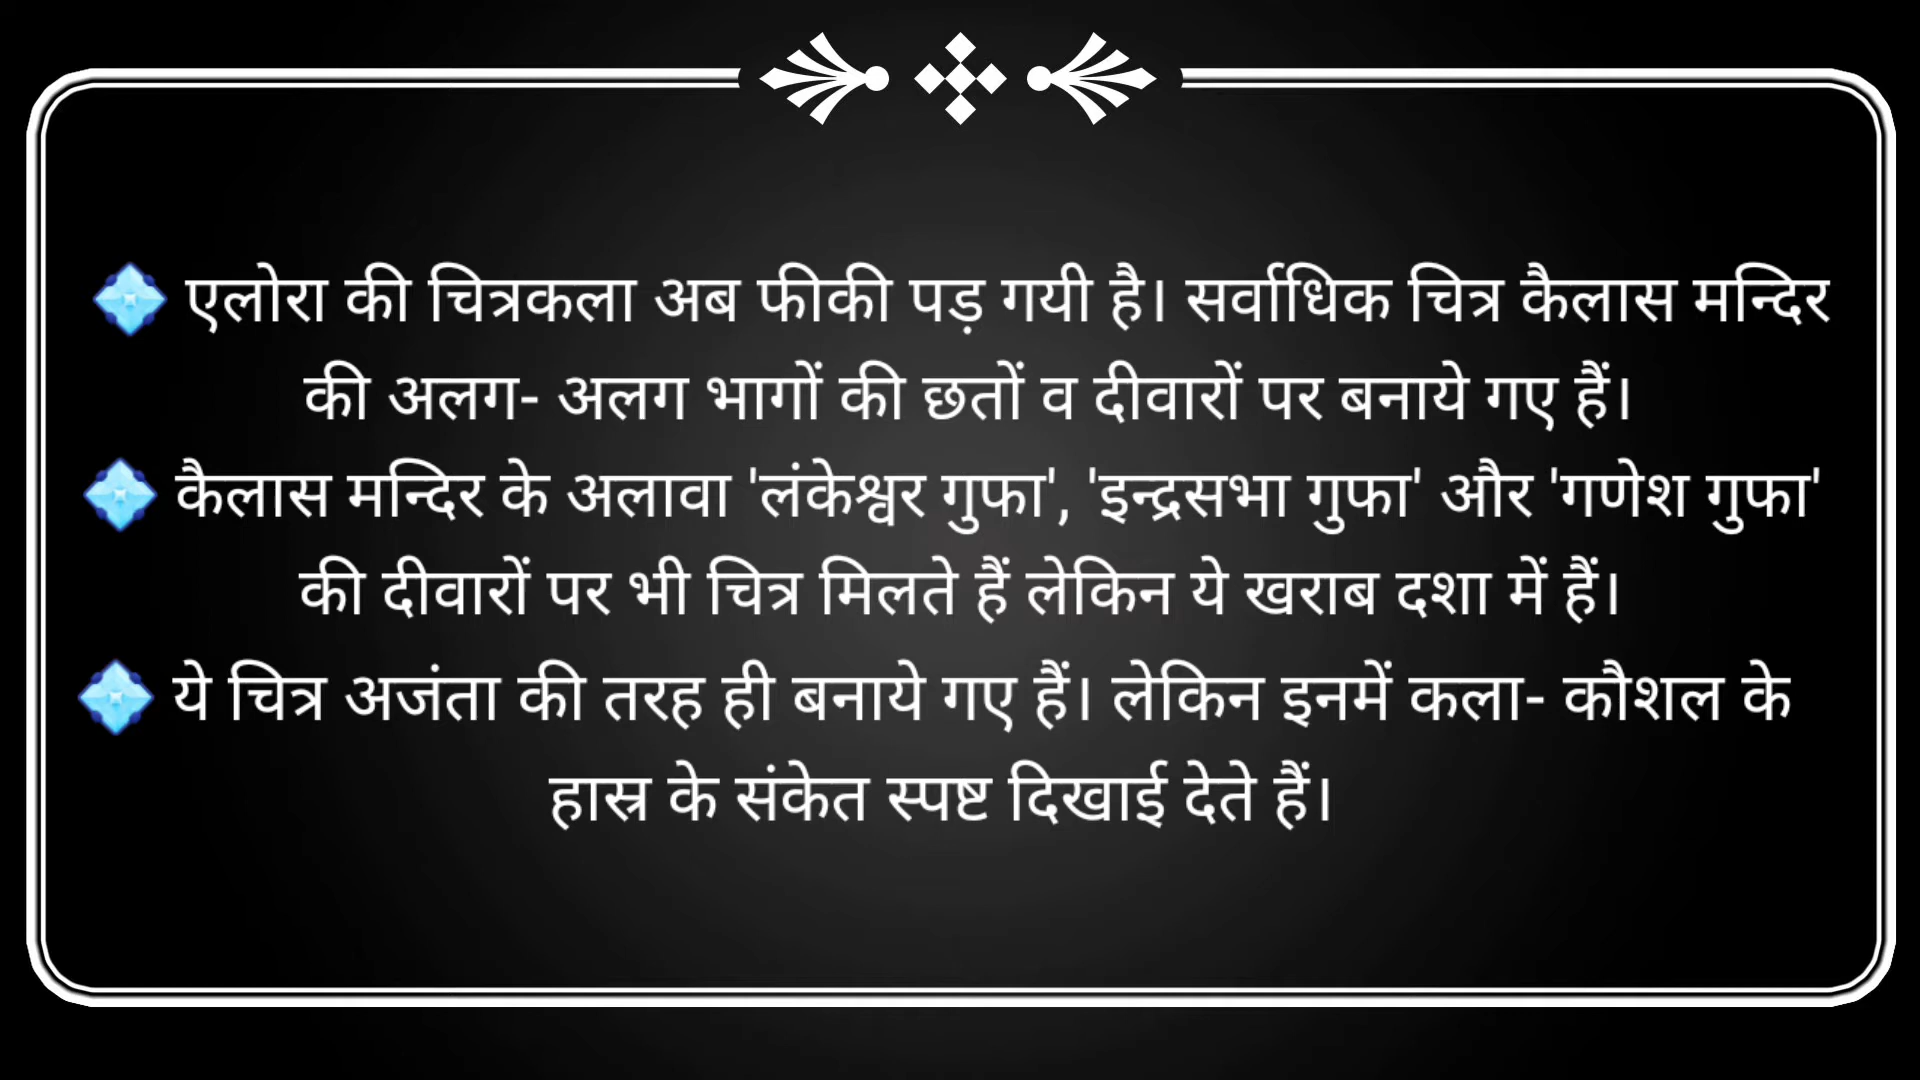 💠 एलोरा की चित्रकला अब फीकी पड़ गयी है। सर्वाधिक चित्र कैलास मन्दिर
की अलग- अलग भागों की छतों व दीवारों पर बनाये गए हैं।
💠 कैलास मन्दिर के अलावा 'लंकेश्वर गुफा', 'इन्द्रसभा गुफा' और 'गणेश गुफा'
की दीवारों पर भी चित्र मिलते हैं लेकिन ये खराब दशा में हैं।
💠 ये चित्र अजंता की तरह ही बनाये गए हैं। लेकिन इनमें कला- कौशल के
हास्र के संकेत स्पष्ट दिखाई देते हैं।